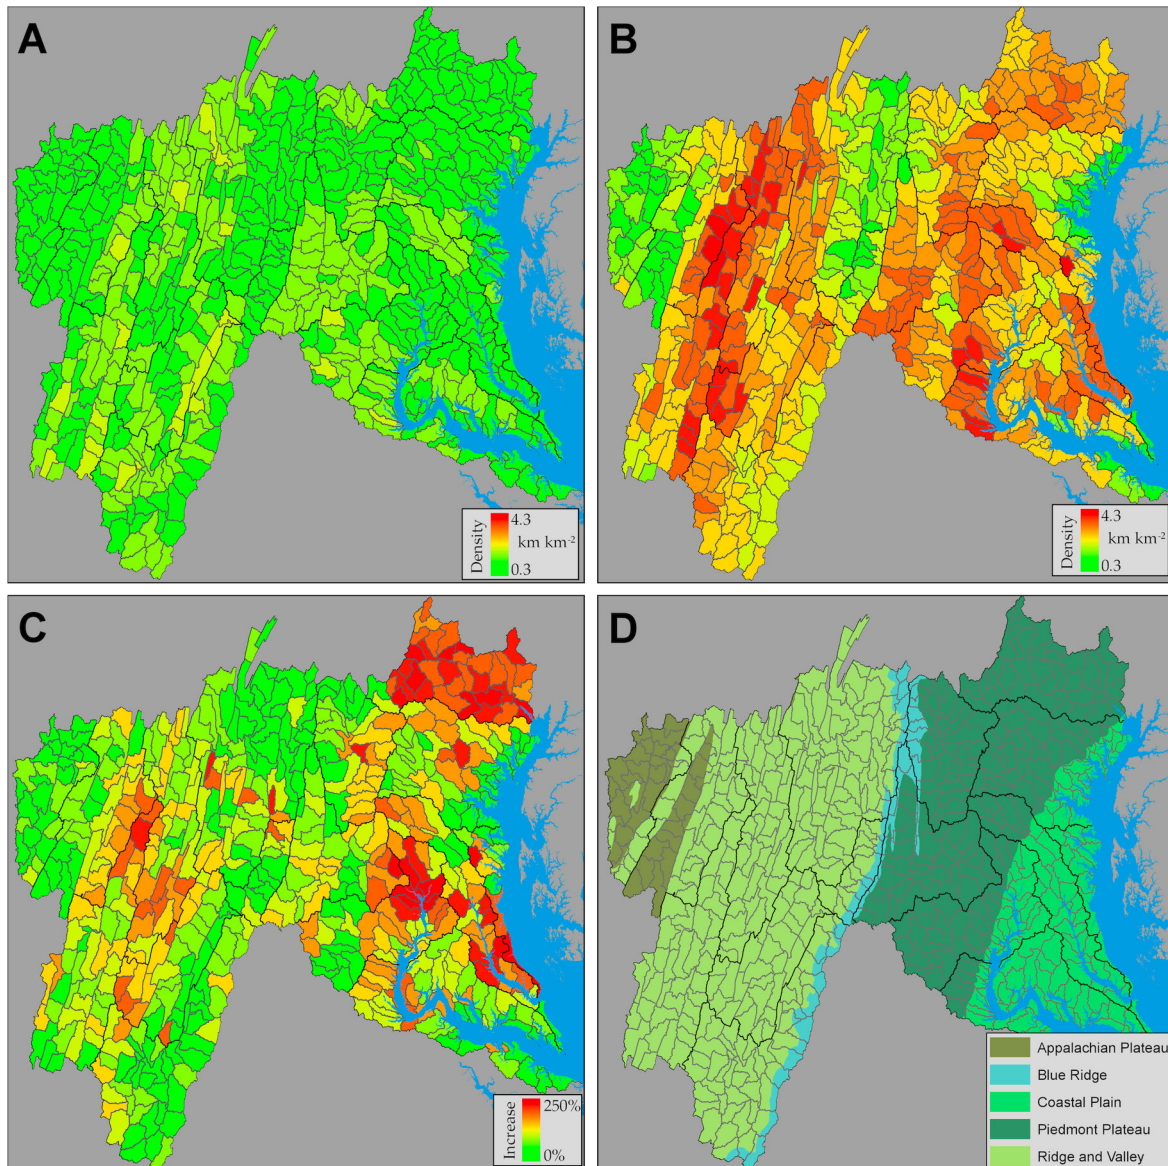 A
4.3
Density
km km-2
0.3
B
4.3
Density
km km-2
0.3
C
250%
Increase
0%
D
Appalachian Plateau
Blue Ridge
Coastal Plain
Piedmont Plateau
Ridge and Valley